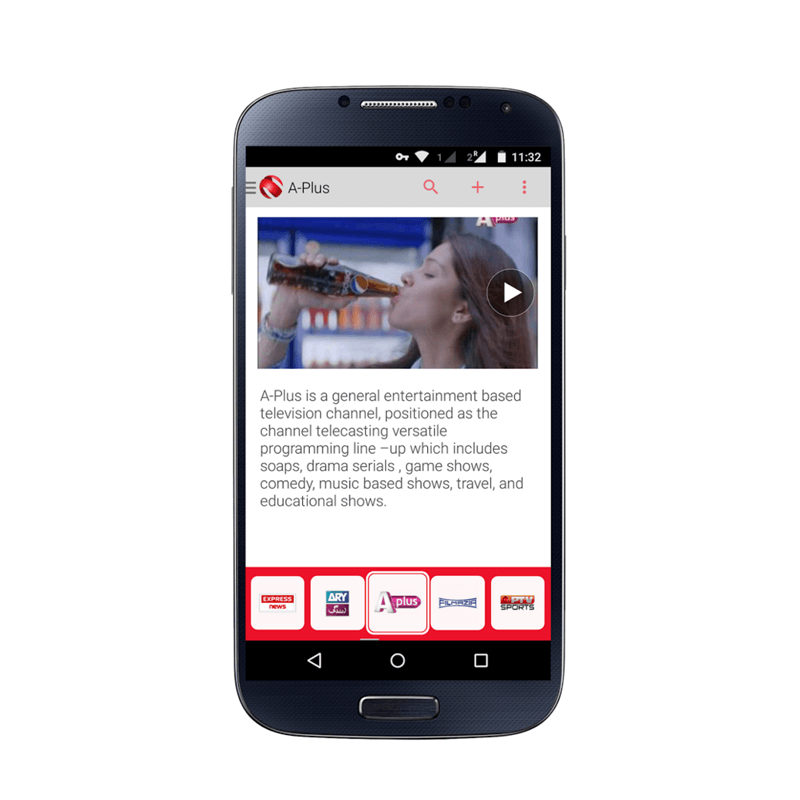 1 2 R 11:32
A-Plus
A plus
A-Plus is a general entertainment based
television channel, positioned as the
channel telecasting versatile
programming line –up which includes
soaps, drama serials , game shows,
comedy, music based shows, travel, and
educational shows.
EXPRESS
news
ARY
زندگی
A plus
FILMAZIA
PTV
SPORTS